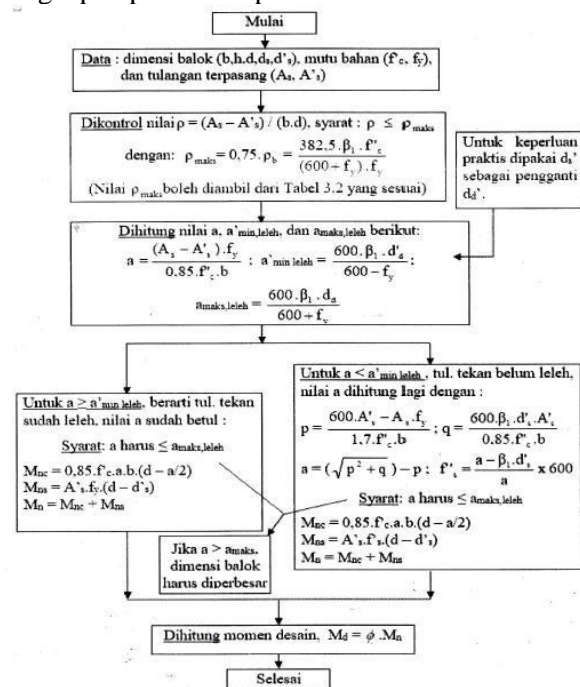 Mulai
Data : dimensi balok (b,h,d,ds,d's), mutu bahan (f'c, fy),
dan tulangan terpasang (As, A's)
Dikontrol nilai ρ = (As – A's) / (b.d), syarat : ρ ≤ ρmaks
dengan: ρmaks = 0,75. ρb = 382,5.β1.f'c / (600+fy).fy
(Nilai ρmaks boleh diambil dari Tabel 3.2 yang sesuai)
Untuk keperluan
praktis dipakai ds'
sebagai pengganti
dd'.
Dihitung nilai a, a'min,leleh, dan amaks,leleh berikut:
a = (As – A's).fy / 0.85.f'c.b ; a'min leleh = 600.β1.d'd / 600 – fy ;
amaks,leleh = 600.β1.dd / 600 + fy
Untuk a ≥ a'min leleh, berarti tul. tekan
sudah leleh, nilai a sudah betul :
Syarat: a harus ≤ amaks,leleh
Mnc = 0,85.f'c.a.b.(d – a/2)
Mns = A's.fy.(d – d's)
Mn = Mnc + Mns
Untuk a < a'min leleh, tul. tekan belum leleh,
nilai a dihitung lagi dengan :
p = 600.A's – As.fy / 1.7.f'c.b ; q = 600.β1.d's.A's / 0.85.f'c.b
a = (√p² + q) – p ; f's = a – β1.d's / a x 600
Syarat: a harus ≤ amaks,leleh
Mnc = 0,85.f'c.a.b.(d – a/2)
Mns = A's.f's.(d – d's)
Mn = Mnc + Mns
Jika a > amaks.
dimensi balok
harus diperbesar
Dihitung momen desain, Md = ϕ .Mn
Selesai